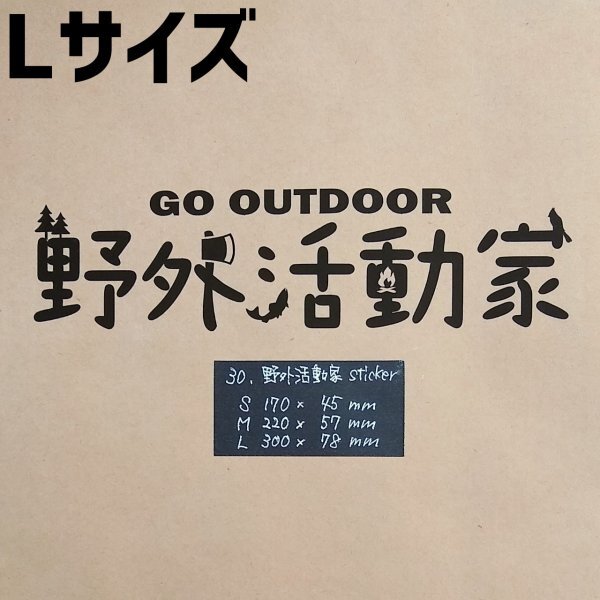 Lサイズ
GO OUTDOOR
野外活動家
30. 野外活動家 sticker
S 170 × 45 mm
M 220 × 57 mm
L 300 × 78 mm